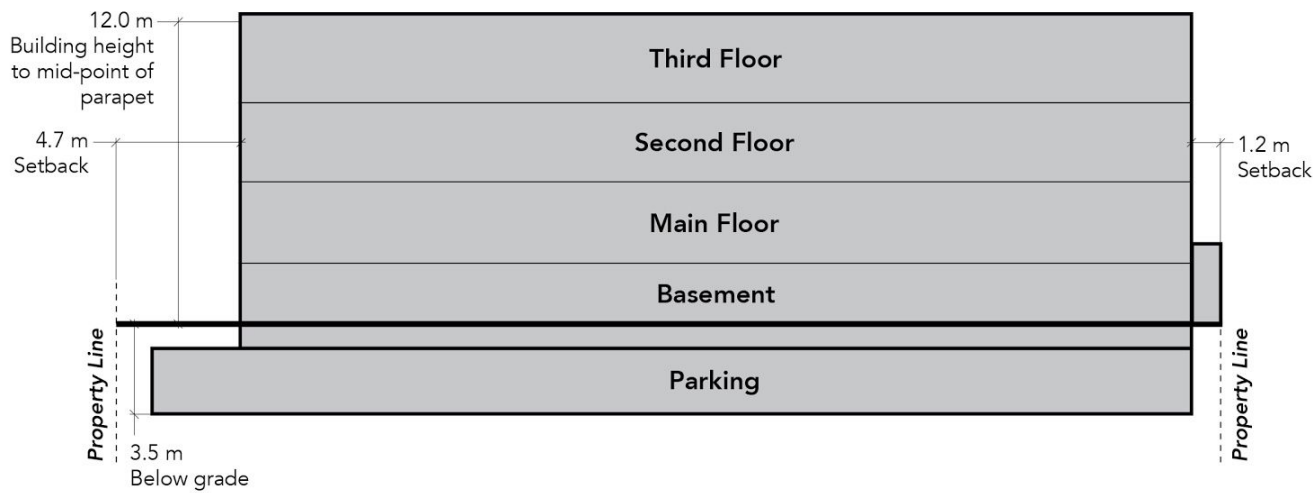 12.0 m
Building height
to mid-point of
parapet
Third Floor
4.7 m
Setback
Second Floor
1.2 m
Setback
Main Floor
Basement
Property Line
Parking
Property Line
3.5 m
Below grade